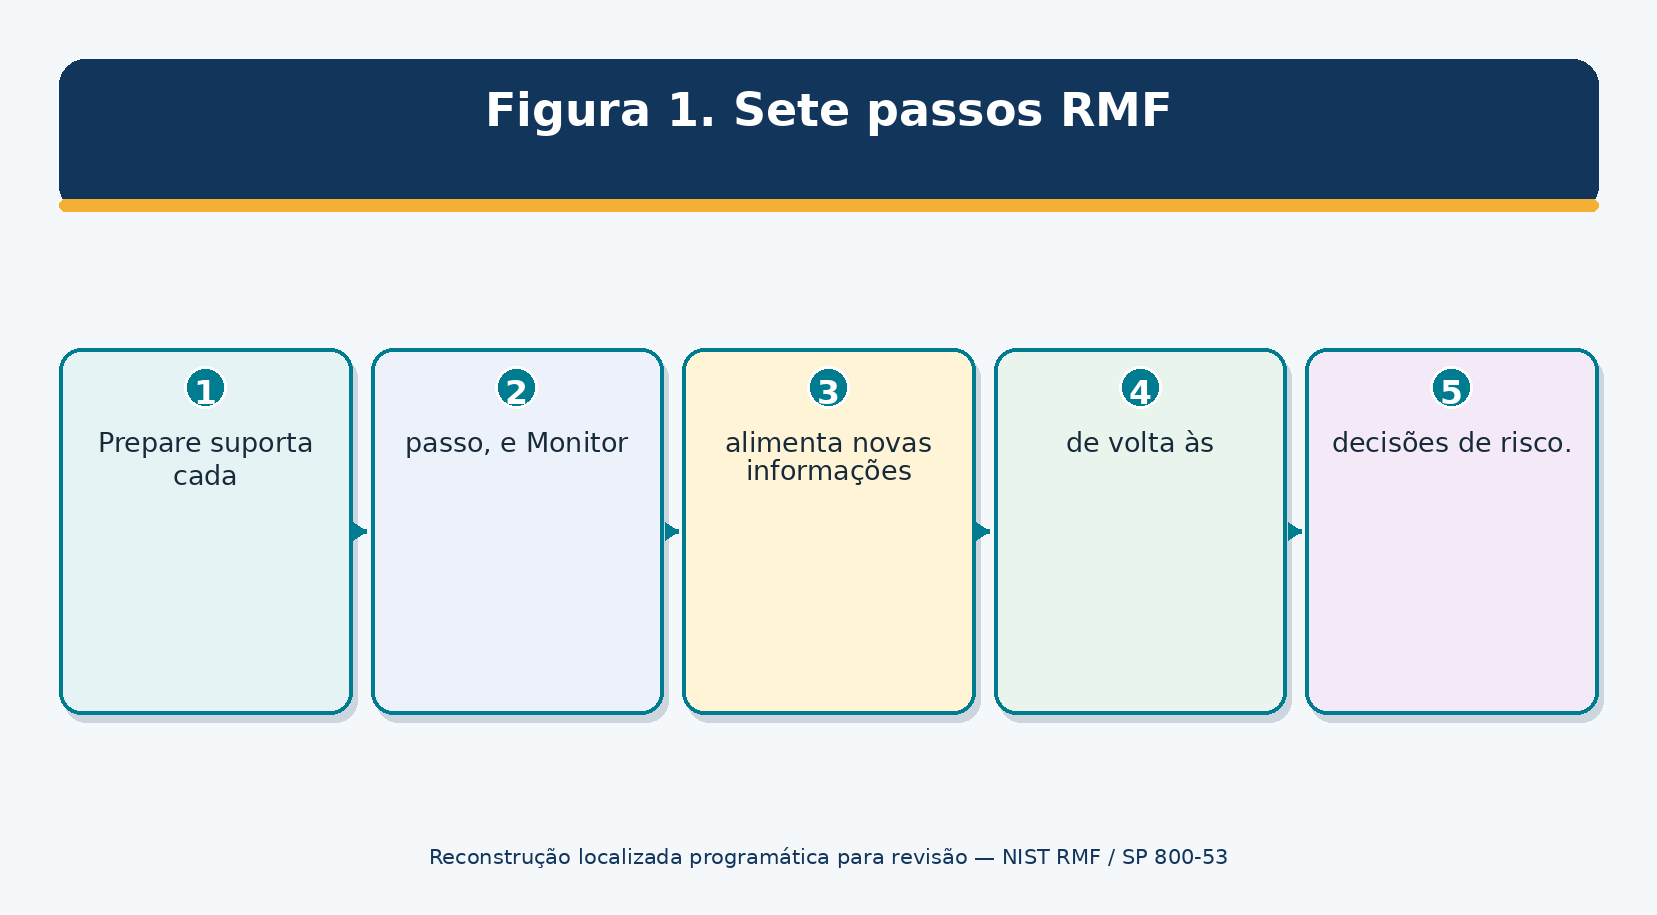 Figura 1. Sete passos RMF
1
Prepare suporta
cada
2
passo, e Monitor
3
alimenta novas
informações
4
de volta às
5
decisões de risco.
Reconstrução localizada programática para revisão — NIST RMF / SP 800-53